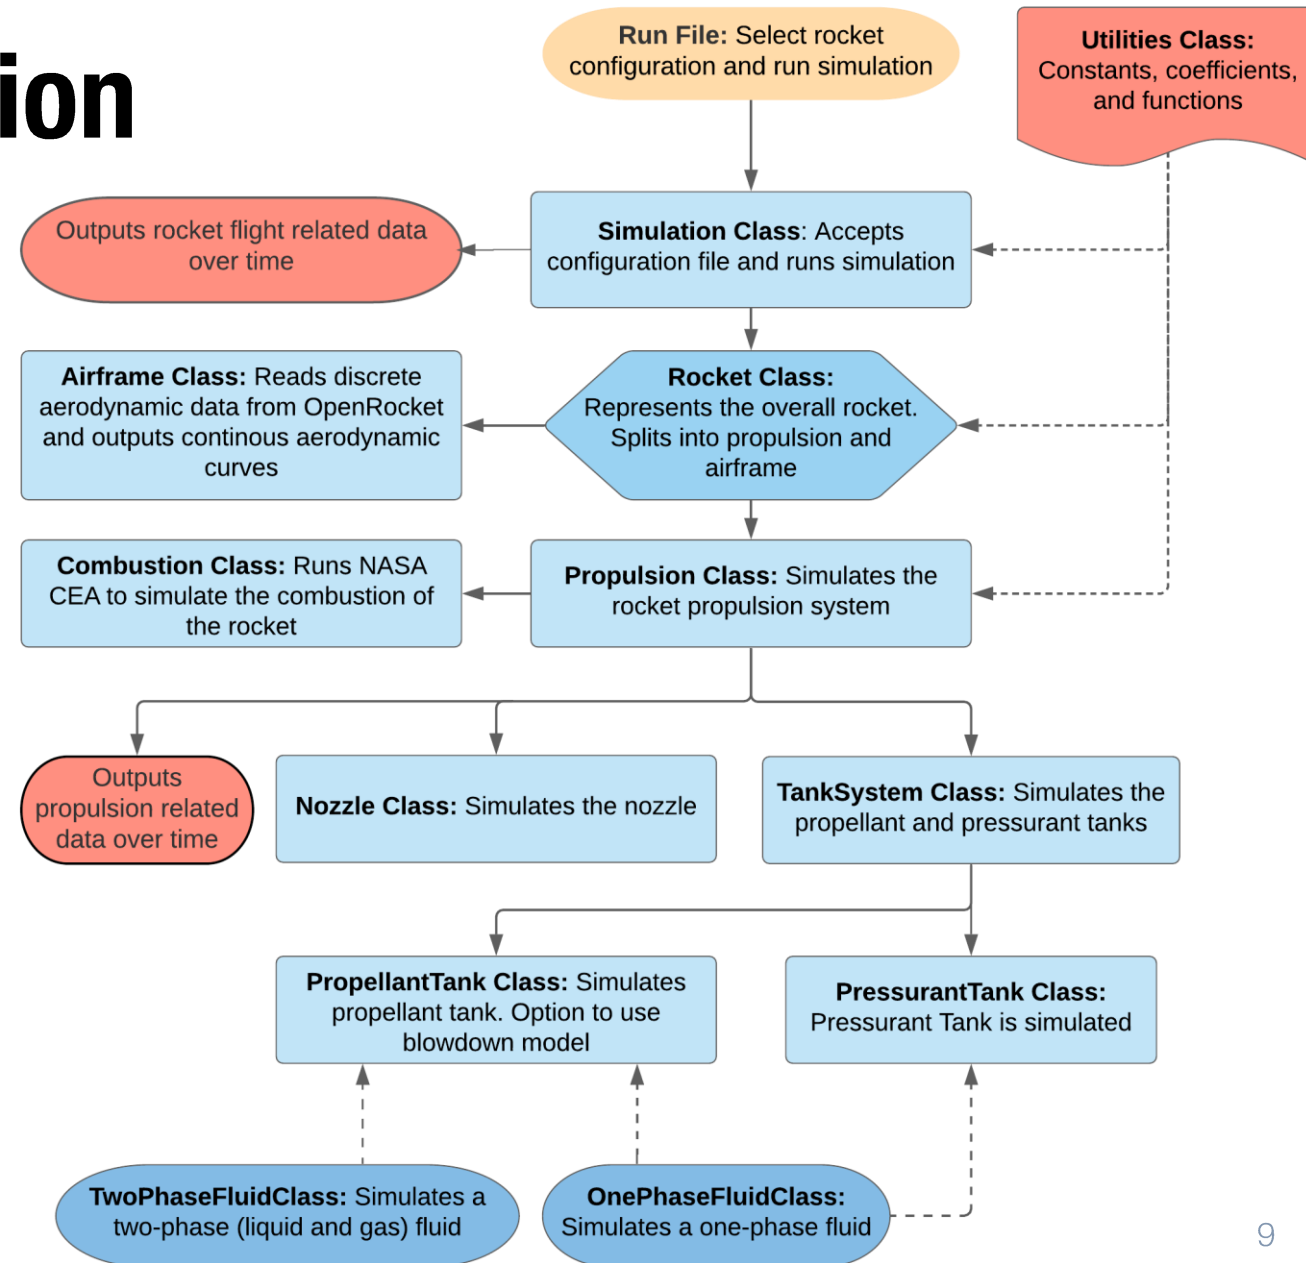 ion
Run File: Select rocket
configuration and run simulation
Utilities Class:
Constants, coefficients,
and functions
Outputs rocket flight related data
over time
Simulation Class: Accepts
configuration file and runs simulation
Airframe Class: Reads discrete
aerodynamic data from OpenRocket
and outputs continous aerodynamic
curves
Rocket Class:
Represents the overall rocket.
Splits into propulsion and
airframe
Combustion Class: Runs NASA
CEA to simulate the combustion of
the rocket
Propulsion Class: Simulates the
rocket propulsion system
Outputs
propulsion related
data over time
Nozzle Class: Simulates the nozzle
TankSystem Class: Simulates the
propellant and pressurant tanks
PropellantTank Class: Simulates
propellant tank. Option to use
blowdown model
PressurantTank Class:
Pressurant Tank is simulated
TwoPhaseFluidClass: Simulates a
two-phase (liquid and gas) fluid
OnePhaseFluidClass:
Simulates a one-phase fluid
9